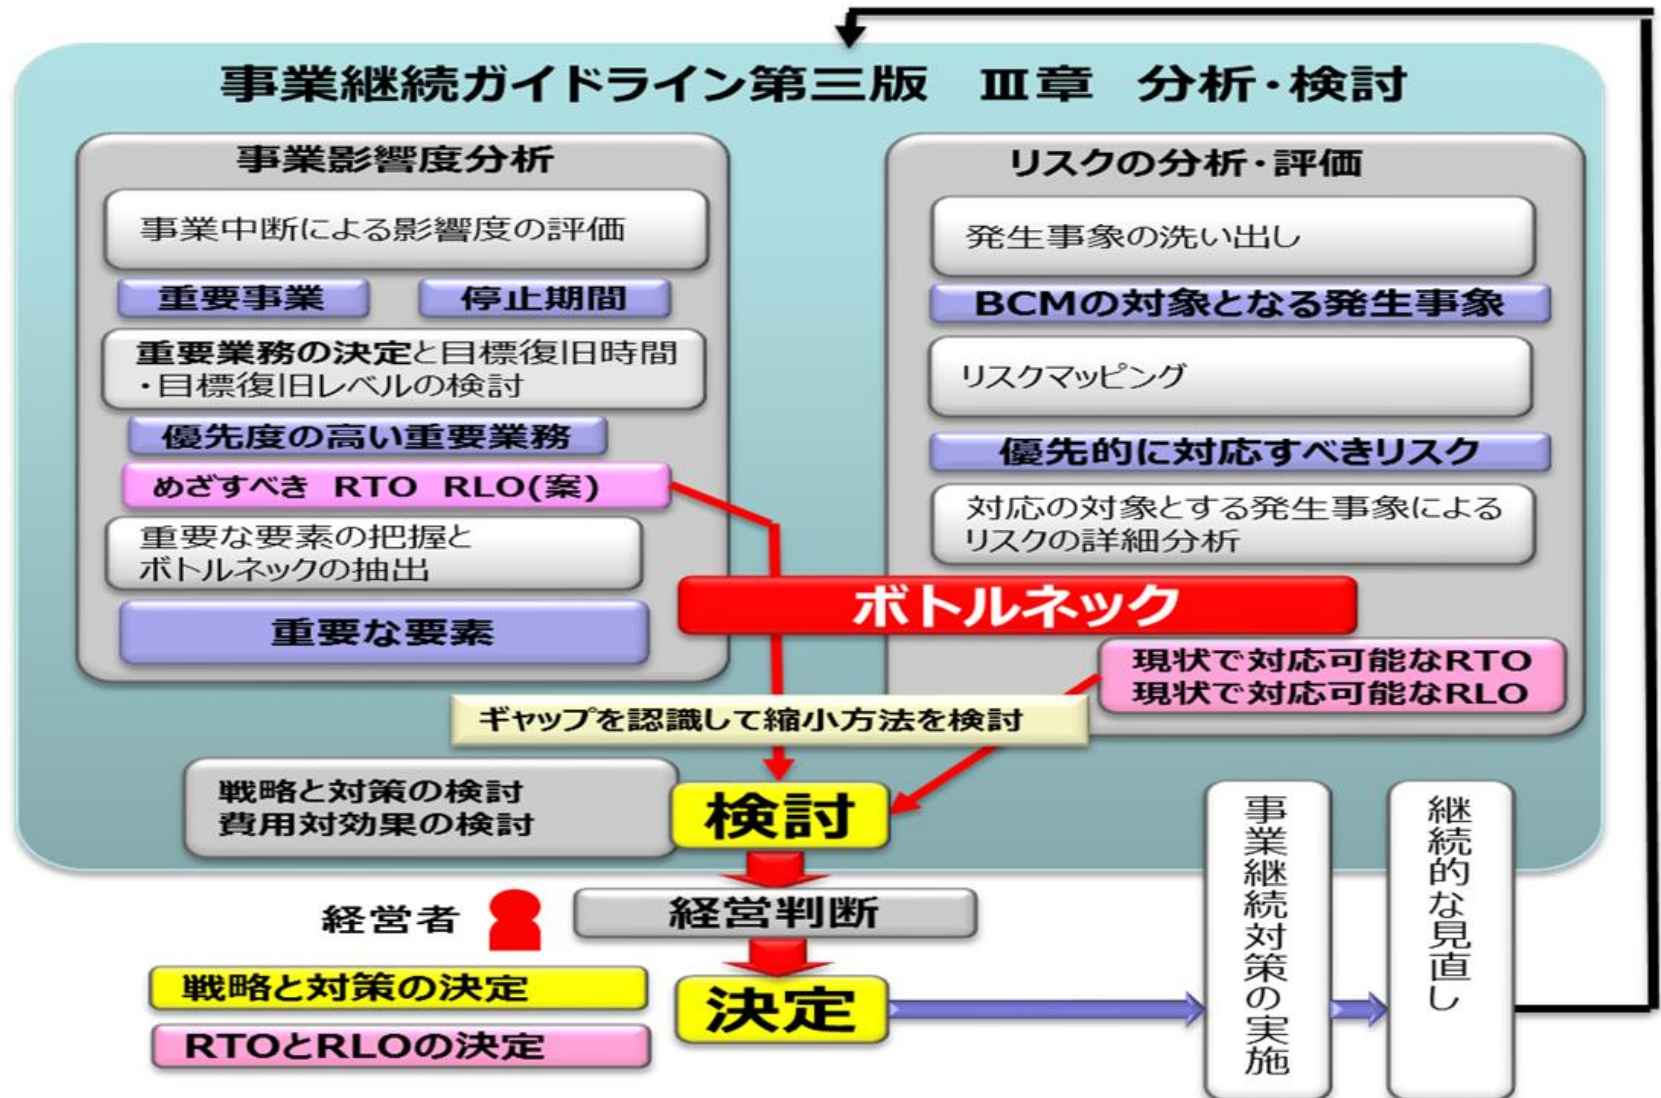 事業継続ガイドライン第三版　Ⅲ章　分析・検討
事業影響度分析
事業中断による影響度の評価
重要事業
停止期間
重要業務の決定と目標復旧時間
・目標復旧レベルの検討
優先度の高い重要業務
めざすべき　RTO　RLO(案)
重要な要素の把握と
ボトルネックの抽出
重要な要素
リスクの分析・評価
発生事象の洗い出し
BCMの対象となる発生事象
リスクマッピング
優先的に対応すべきリスク
対応の対象とする発生事象による
リスクの詳細分析
ボトルネック
現状で対応可能なRTO
現状で対応可能なRLO
ギャップを認識して縮小方法を検討
戦略と対策の検討
費用対効果の検討
検討
経営者
経営判断
戦略と対策の決定
RTOとRLOの決定
決定
事業継続対策の実施
継続的な見直し